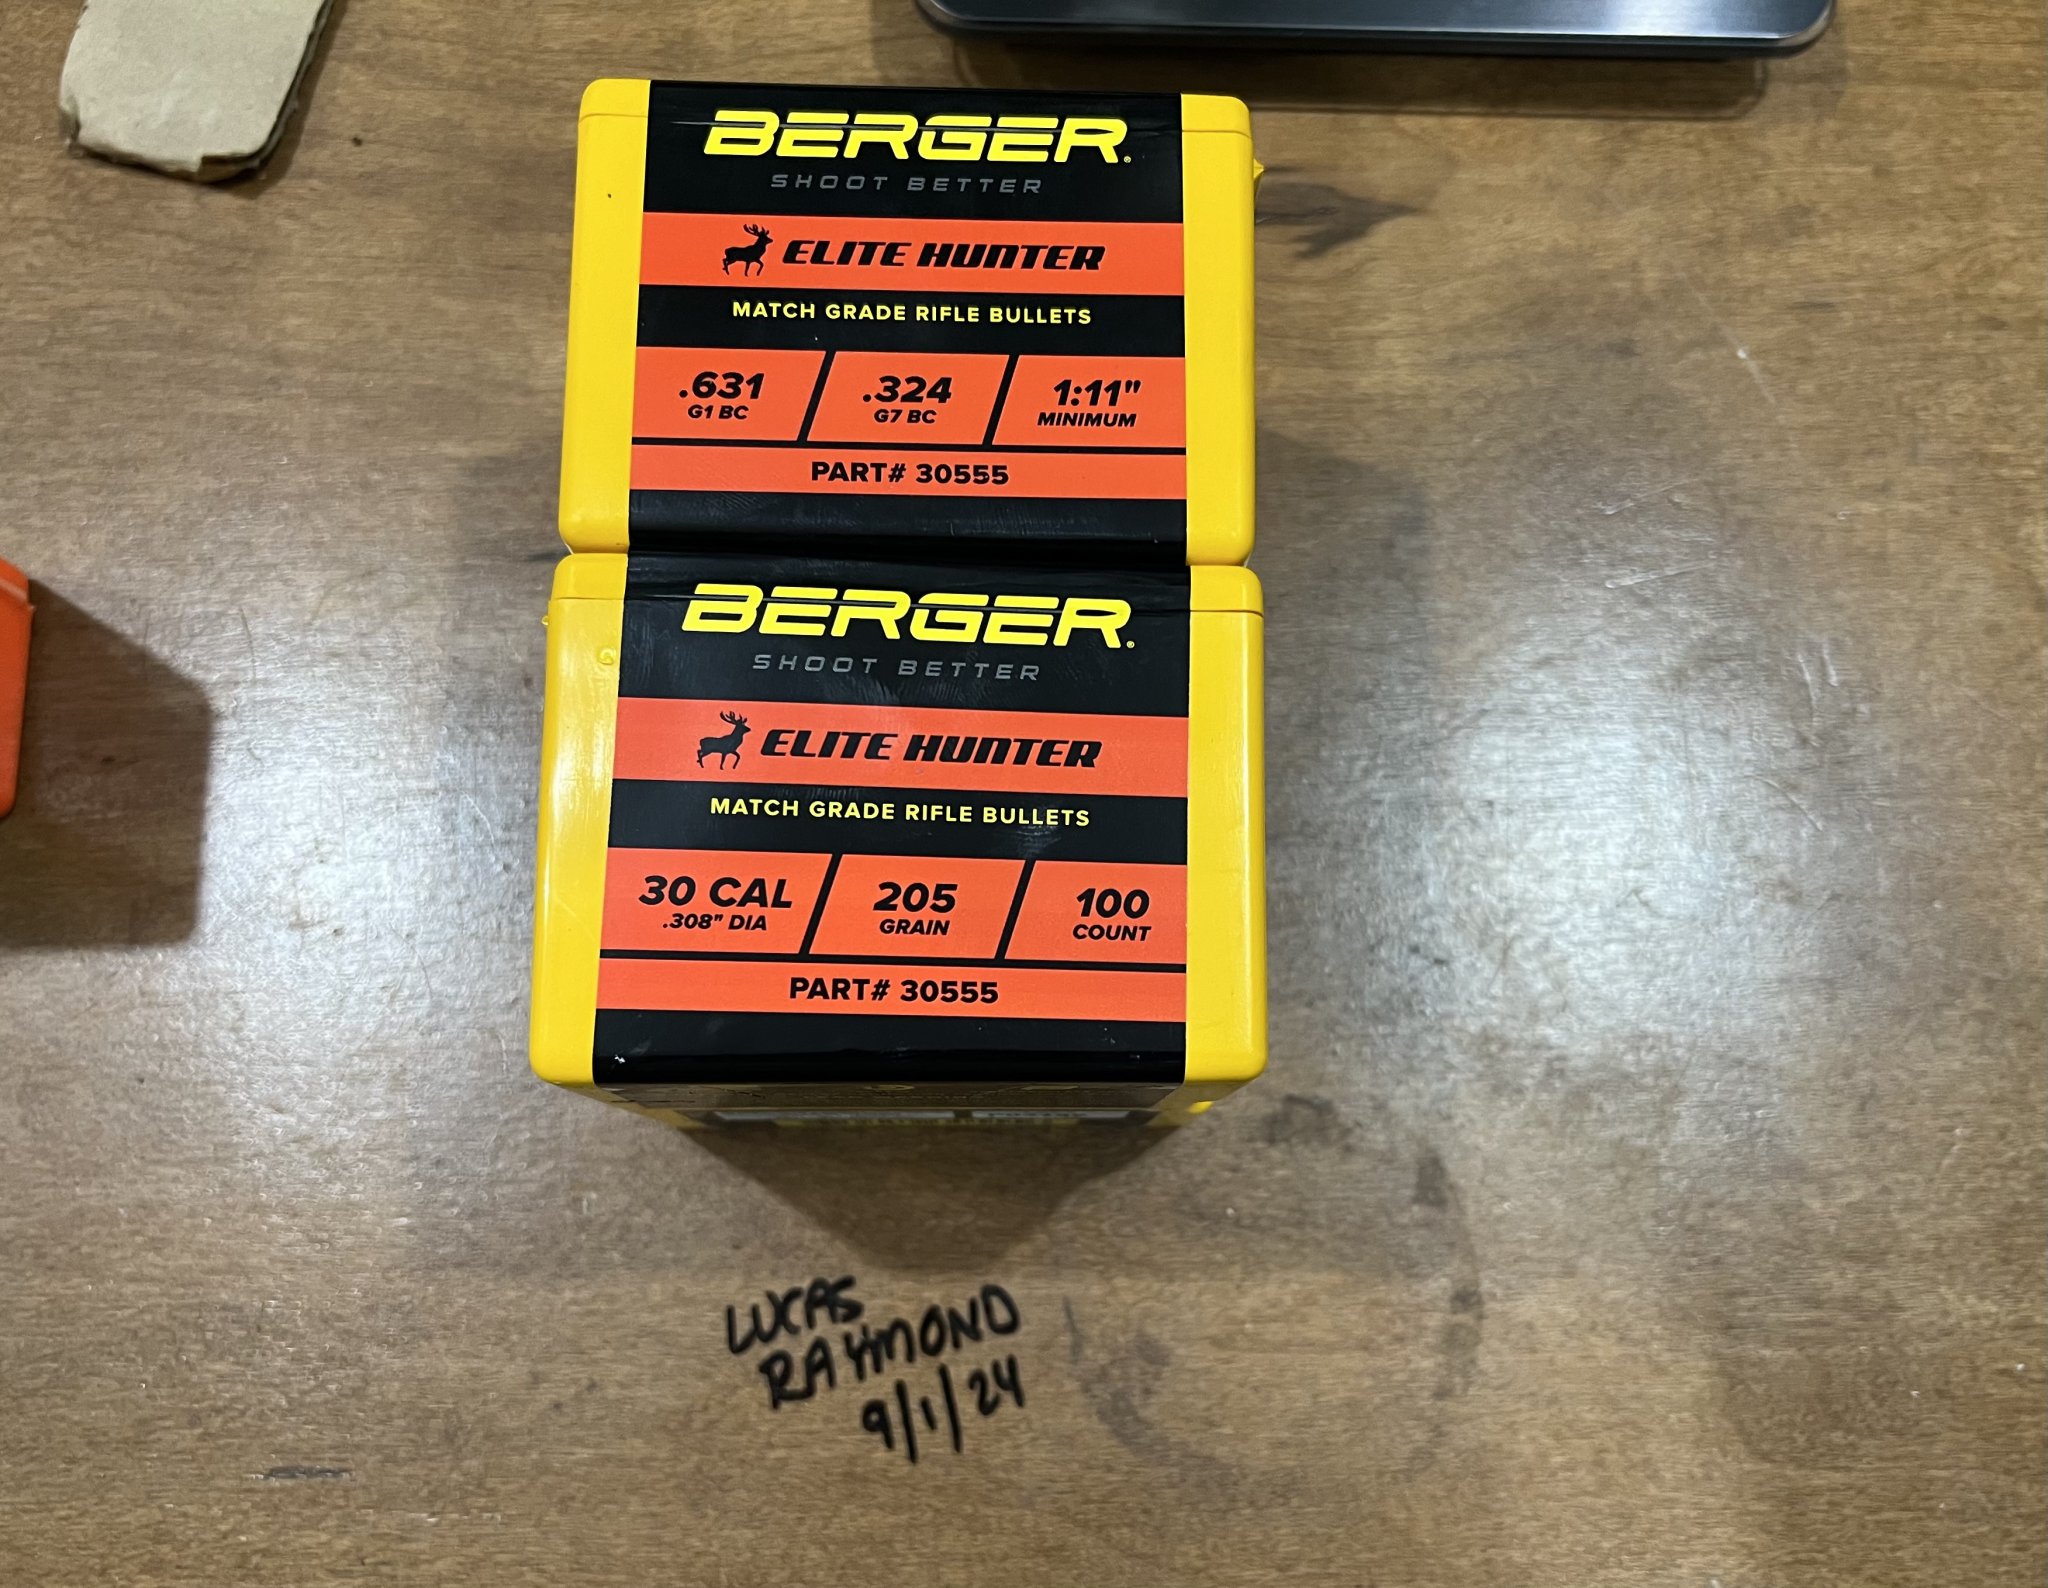 BERGER®
SHOOT BETTER
ELITE HUNTER
MATCH GRADE RIFLE BULLETS
.631 .324 1:11"
G1 BC G7 BC MINIMUM
PART# 30555
BERGER®
SHOOT BETTER
ELITE HUNTER
MATCH GRADE RIFLE BULLETS
30 CAL 205 100
.308" DIA GRAIN COUNT
PART# 30555
LUCAS
RAYMOND
9/1/24